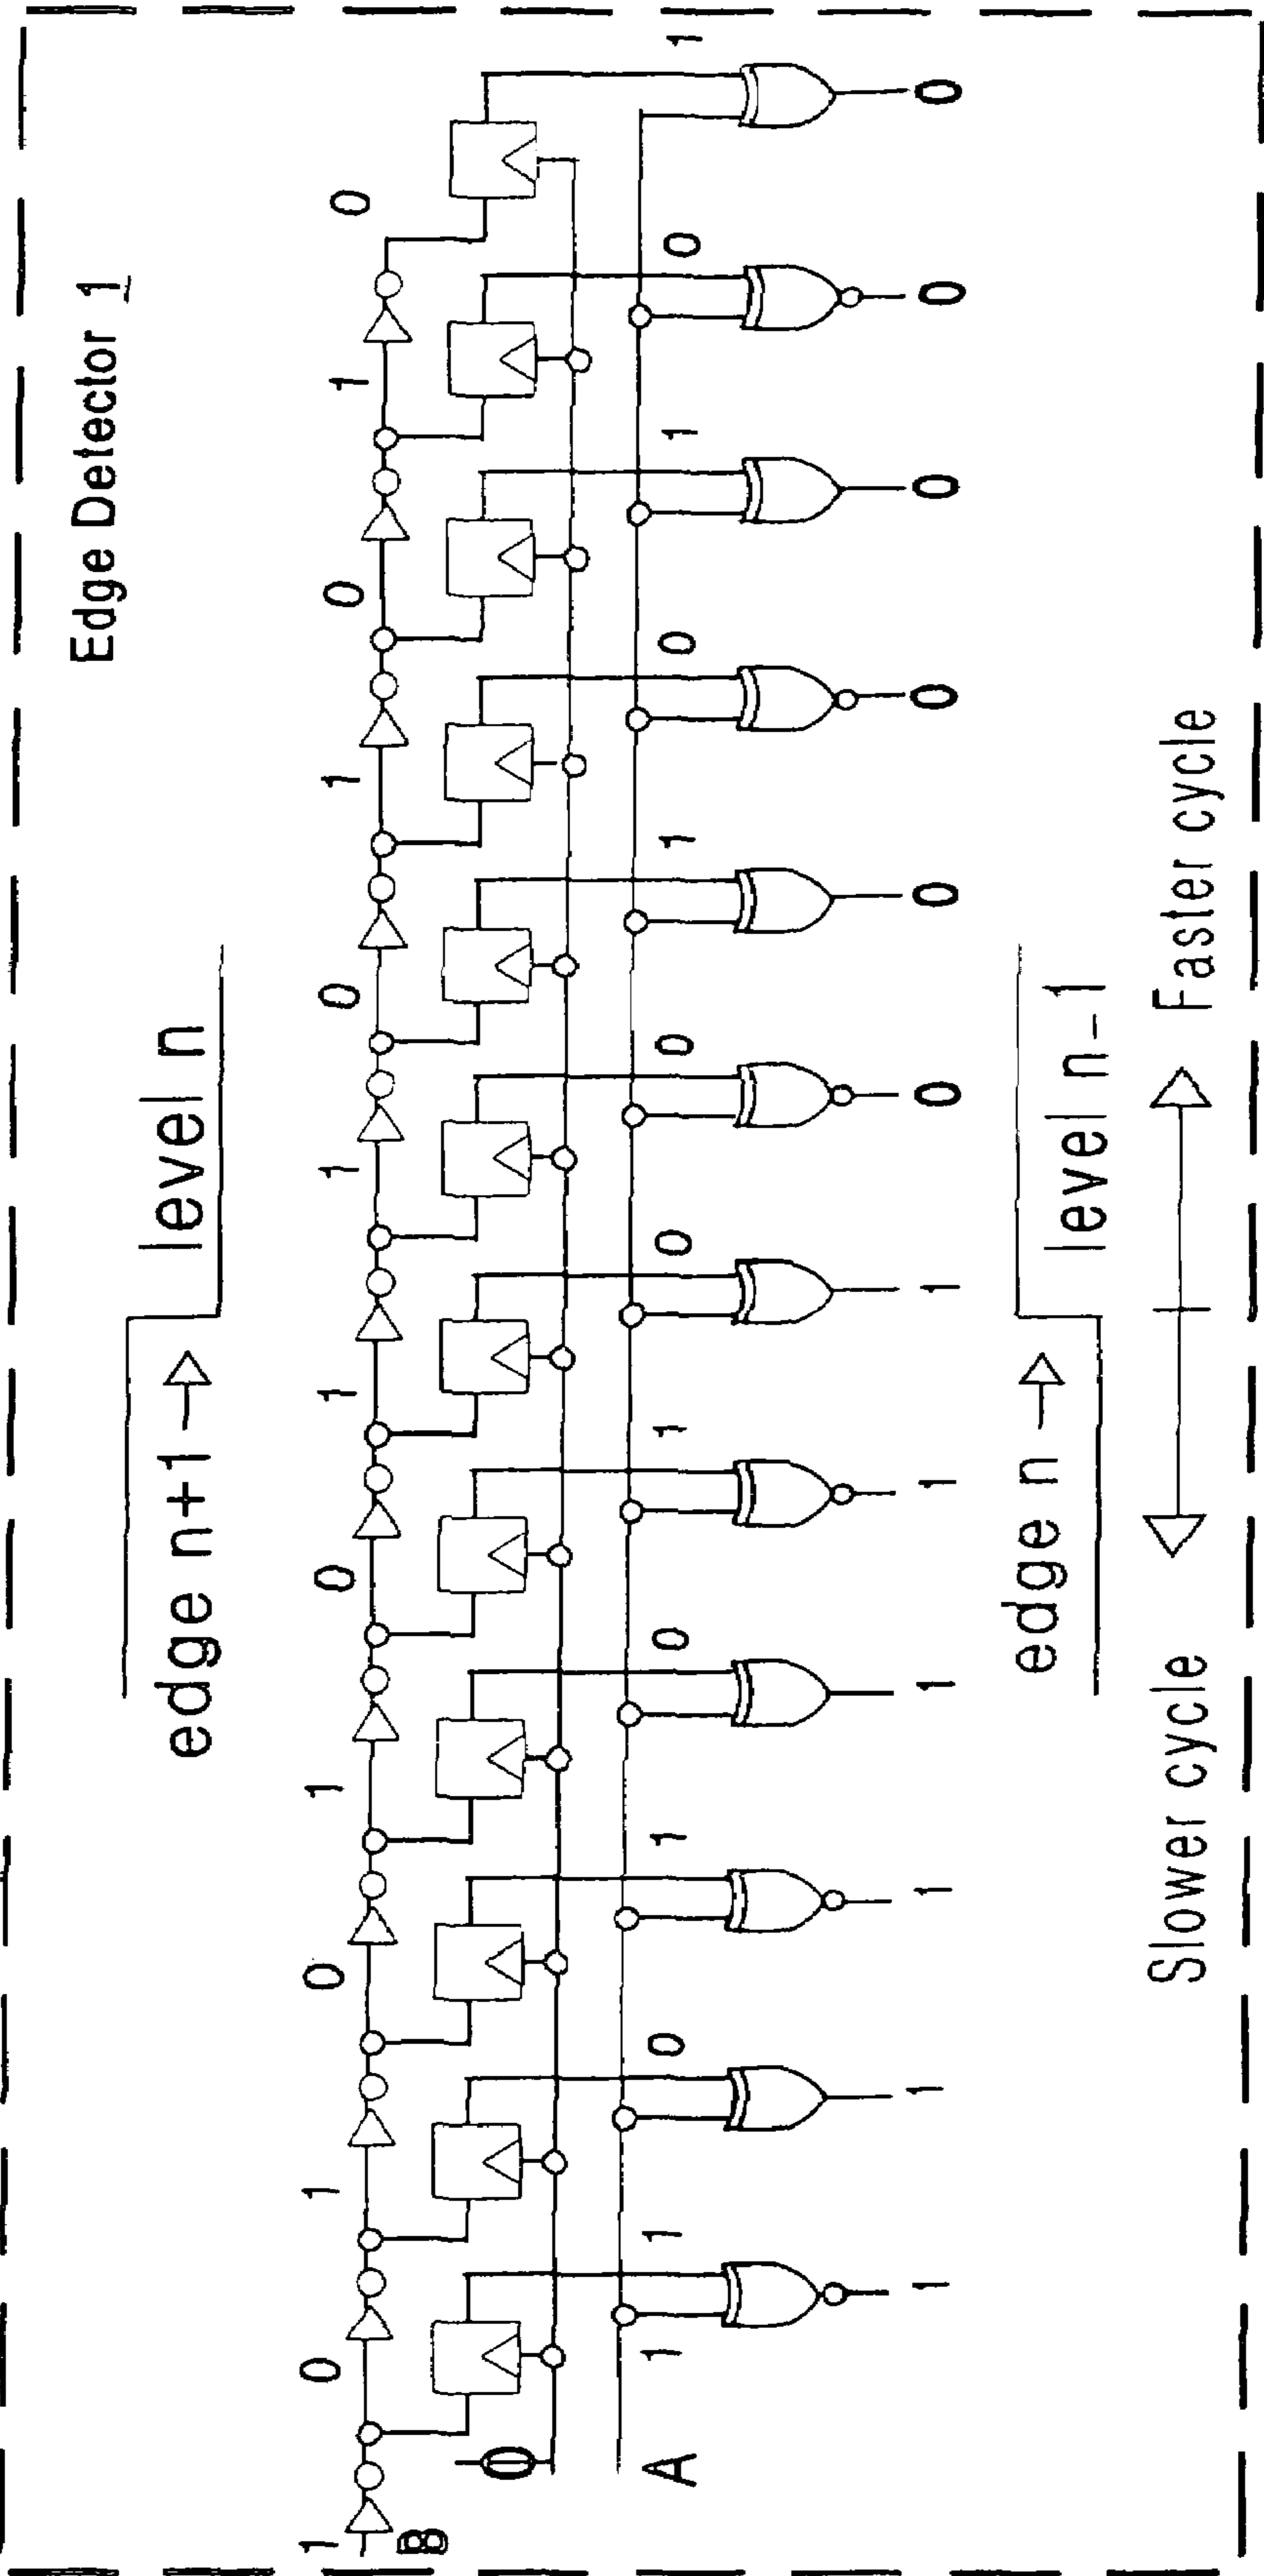 Edge Detector 1
level n
edge n+1
1 0 1 0 1 0 1 1 0 1 0 1 0
B
ϕ
A
1 1 0 1 0 1 0 0 1 0 1 0 1
1 1 1 1 1 1 0 0 0 0 0 0
edge n
level n-1
Slower cycle Faster cycle